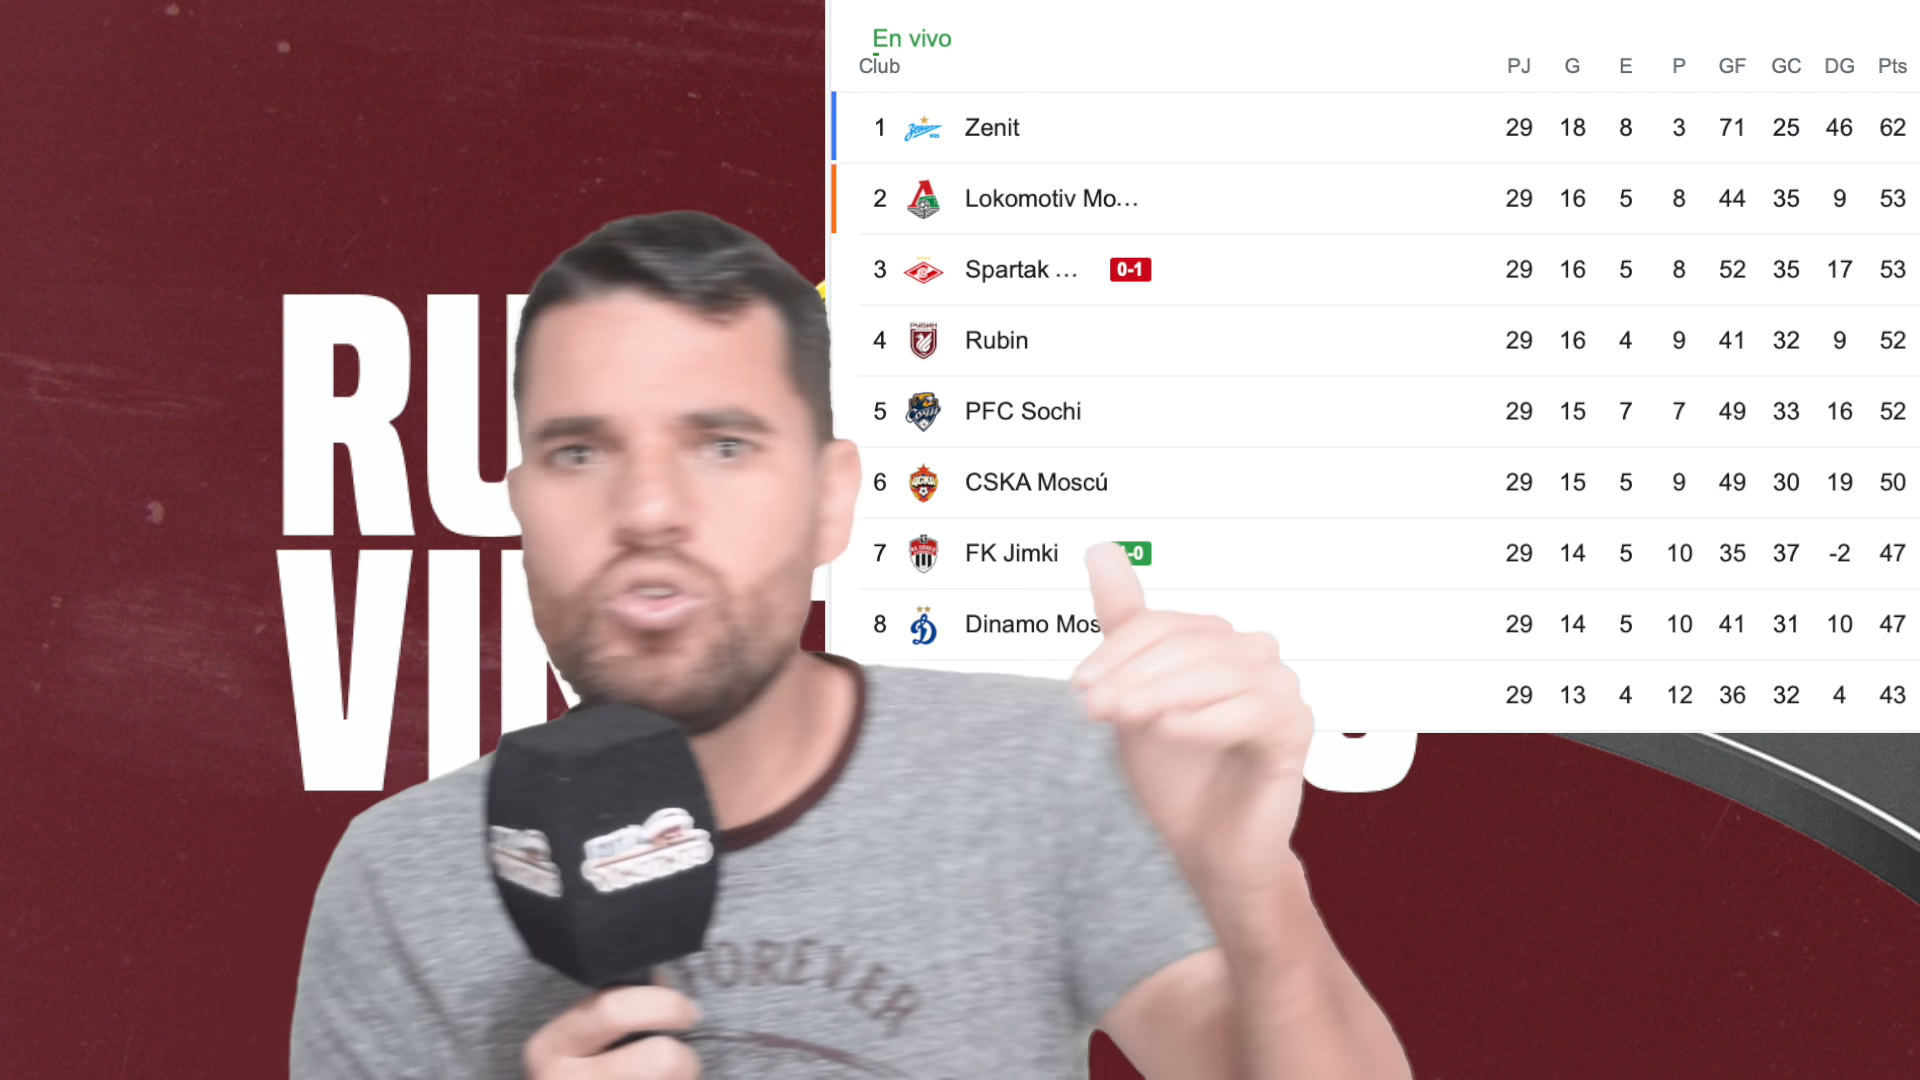 En vivo
Club PJ G E P GF GC DG Pts
1 Zenit 29 18 8 3 71 25 46 62
2 Lokomotiv Mo... 29 16 5 8 44 35 9 53
3 Spartak ... 0-1 29 16 5 8 52 35 17 53
4 Rubin 29 16 4 9 41 32 9 52
5 PFC Sochi 29 15 7 7 49 33 16 52
6 CSKA Moscú 29 15 5 9 49 30 19 50
7 FK Jimki -0 29 14 5 10 35 37 -2 47
8 Dinamo Mos 29 14 5 10 41 31 10 47
29 13 4 12 36 32 4 43
RU
VIN
FOREVER